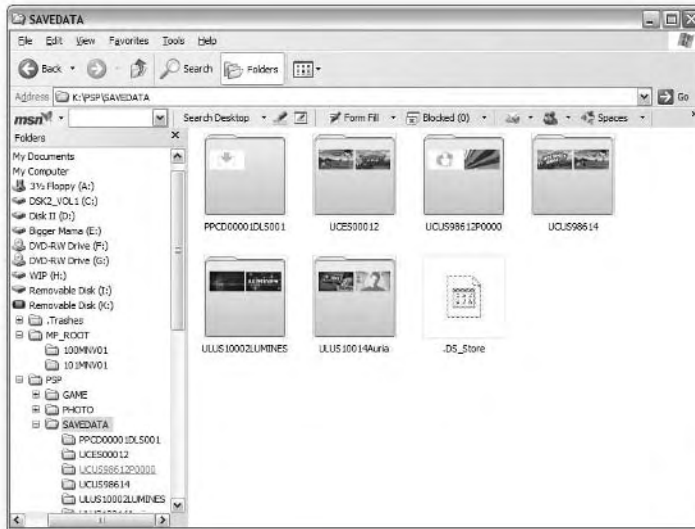 SAVEDATA
File Edit View Favorites Tools Help
Back Search Folders
Address K:\PSP\SAVEDATA Go
msn Search Desktop Form Fill Blocked (0) Spaces
Folders
My Documents
My Computer
3½ Floppy (A:)
DSK2_VOL1 (C:)
Disk II (D:)
Bigger Mama (E:)
DVD-RW Drive (F:)
DVD-RW Drive (G:)
WIP (H:)
Removable Disk (I:)
Removable Disk (K:)
.Trashes
MP_ROOT
100MNV01
101MNV01
PSP
GAME
PHOTO
SAVEDATA
PPCD00001DLS001
UCES00012
UCUS98612P0000
UCUS98614
ULUS10002LUMINES
PPCD00001DLS001 UCES00012 UCUS98612P0000 UCUS98614
ULUS10002LUMINES ULUS10014Auria .DS_Store